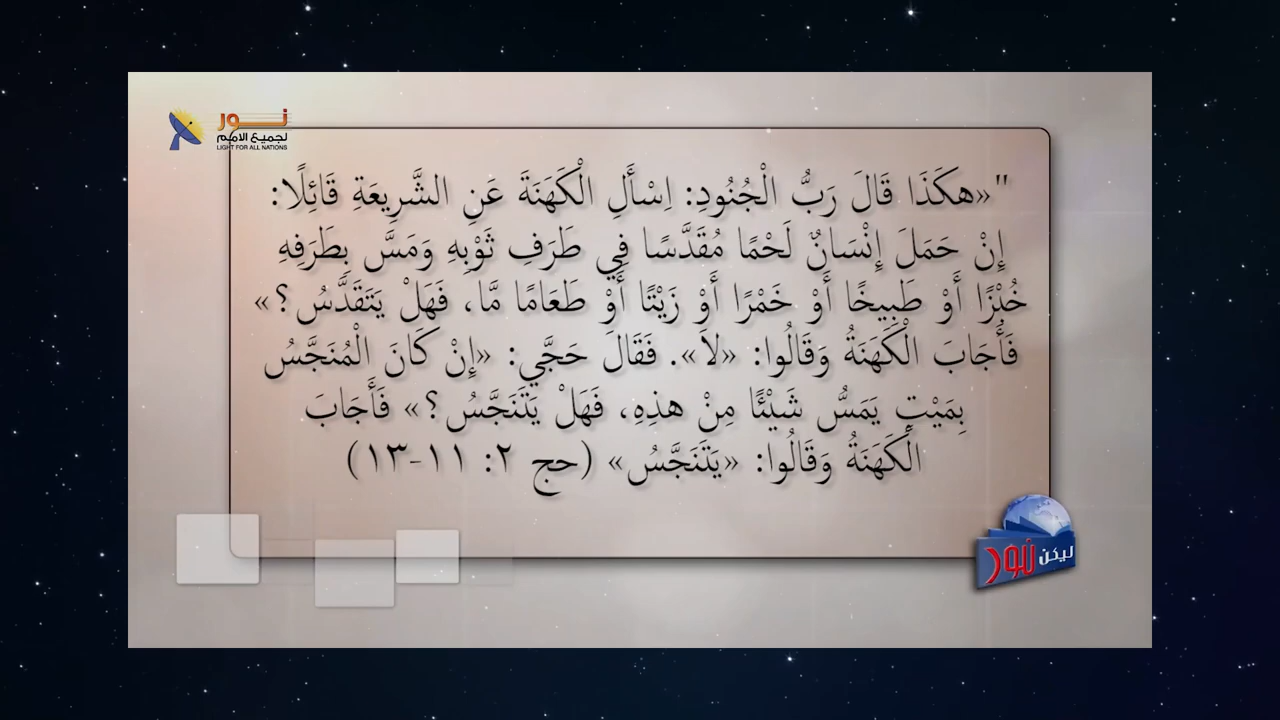 نور
لجميع الامم
LIGHT FOR ALL NATIONS
"«هكَذَا قَالَ رَبُّ الْجُنُودِ: اِسْأَلِ الْكَهَنَةَ عَنِ الشَّرِيعَةِ قَائِلًا:
إِنْ حَمَلَ إِنْسَانٌ لَحْمًا مُقَدَّسًا فِي طَرَفِ ثَوْبِهِ وَمَسَّ بِطَرَفِهِ
خُبْزًا أَوْ طَبِيخًا أَوْ خَمْرًا أَوْ زَيْتًا أَوْ طَعَامًا مَّا، فَهَلْ يَتَقَدَّسُ؟»
فَأَجَابَ الْكَهَنَةُ وَقَالُوا: «لاَ». فَقَالَ حَجَّي: «إِنْ كَانَ الْمُنَجَّسُ
بِمَيْتٍ يَمَسُّ شَيْئًا مِنْ هذِهِ، فَهَلْ يَتَنَجَّسُ؟» فَأَجَابَ
الْكَهَنَةُ وَقَالُوا: «يَتَنَجَّسُ» (حج ٢: ١١-١٣)
ليكن نور